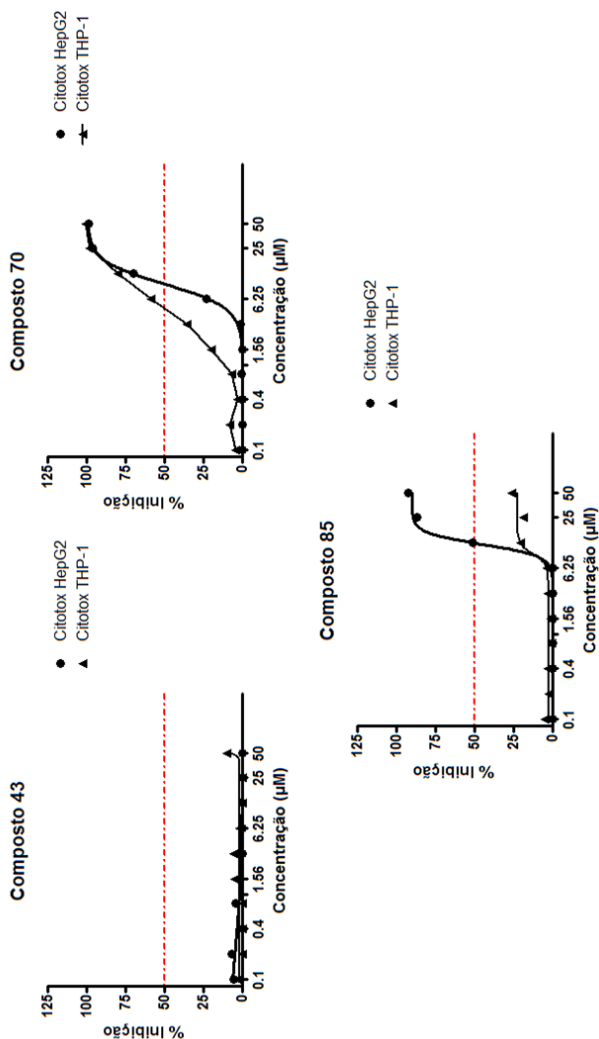 Composto 43
Citotox HepG2
Citotox THP-1
125
100
75
50
25
0
% Inibição
0.1
0.4
1.56
6.25
25
50
Concentração (µM)
Composto 70
Citotox HepG2
Citotox THP-1
125
100
75
50
25
0
% Inibição
0.1
0.4
1.56
6.25
25
50
Concentração (µM)
Composto 85
Citotox HepG2
Citotox THP-1
125
100
75
50
25
0
% Inibição
0.1
0.4
1.56
6.25
25
50
Concentração (µM)